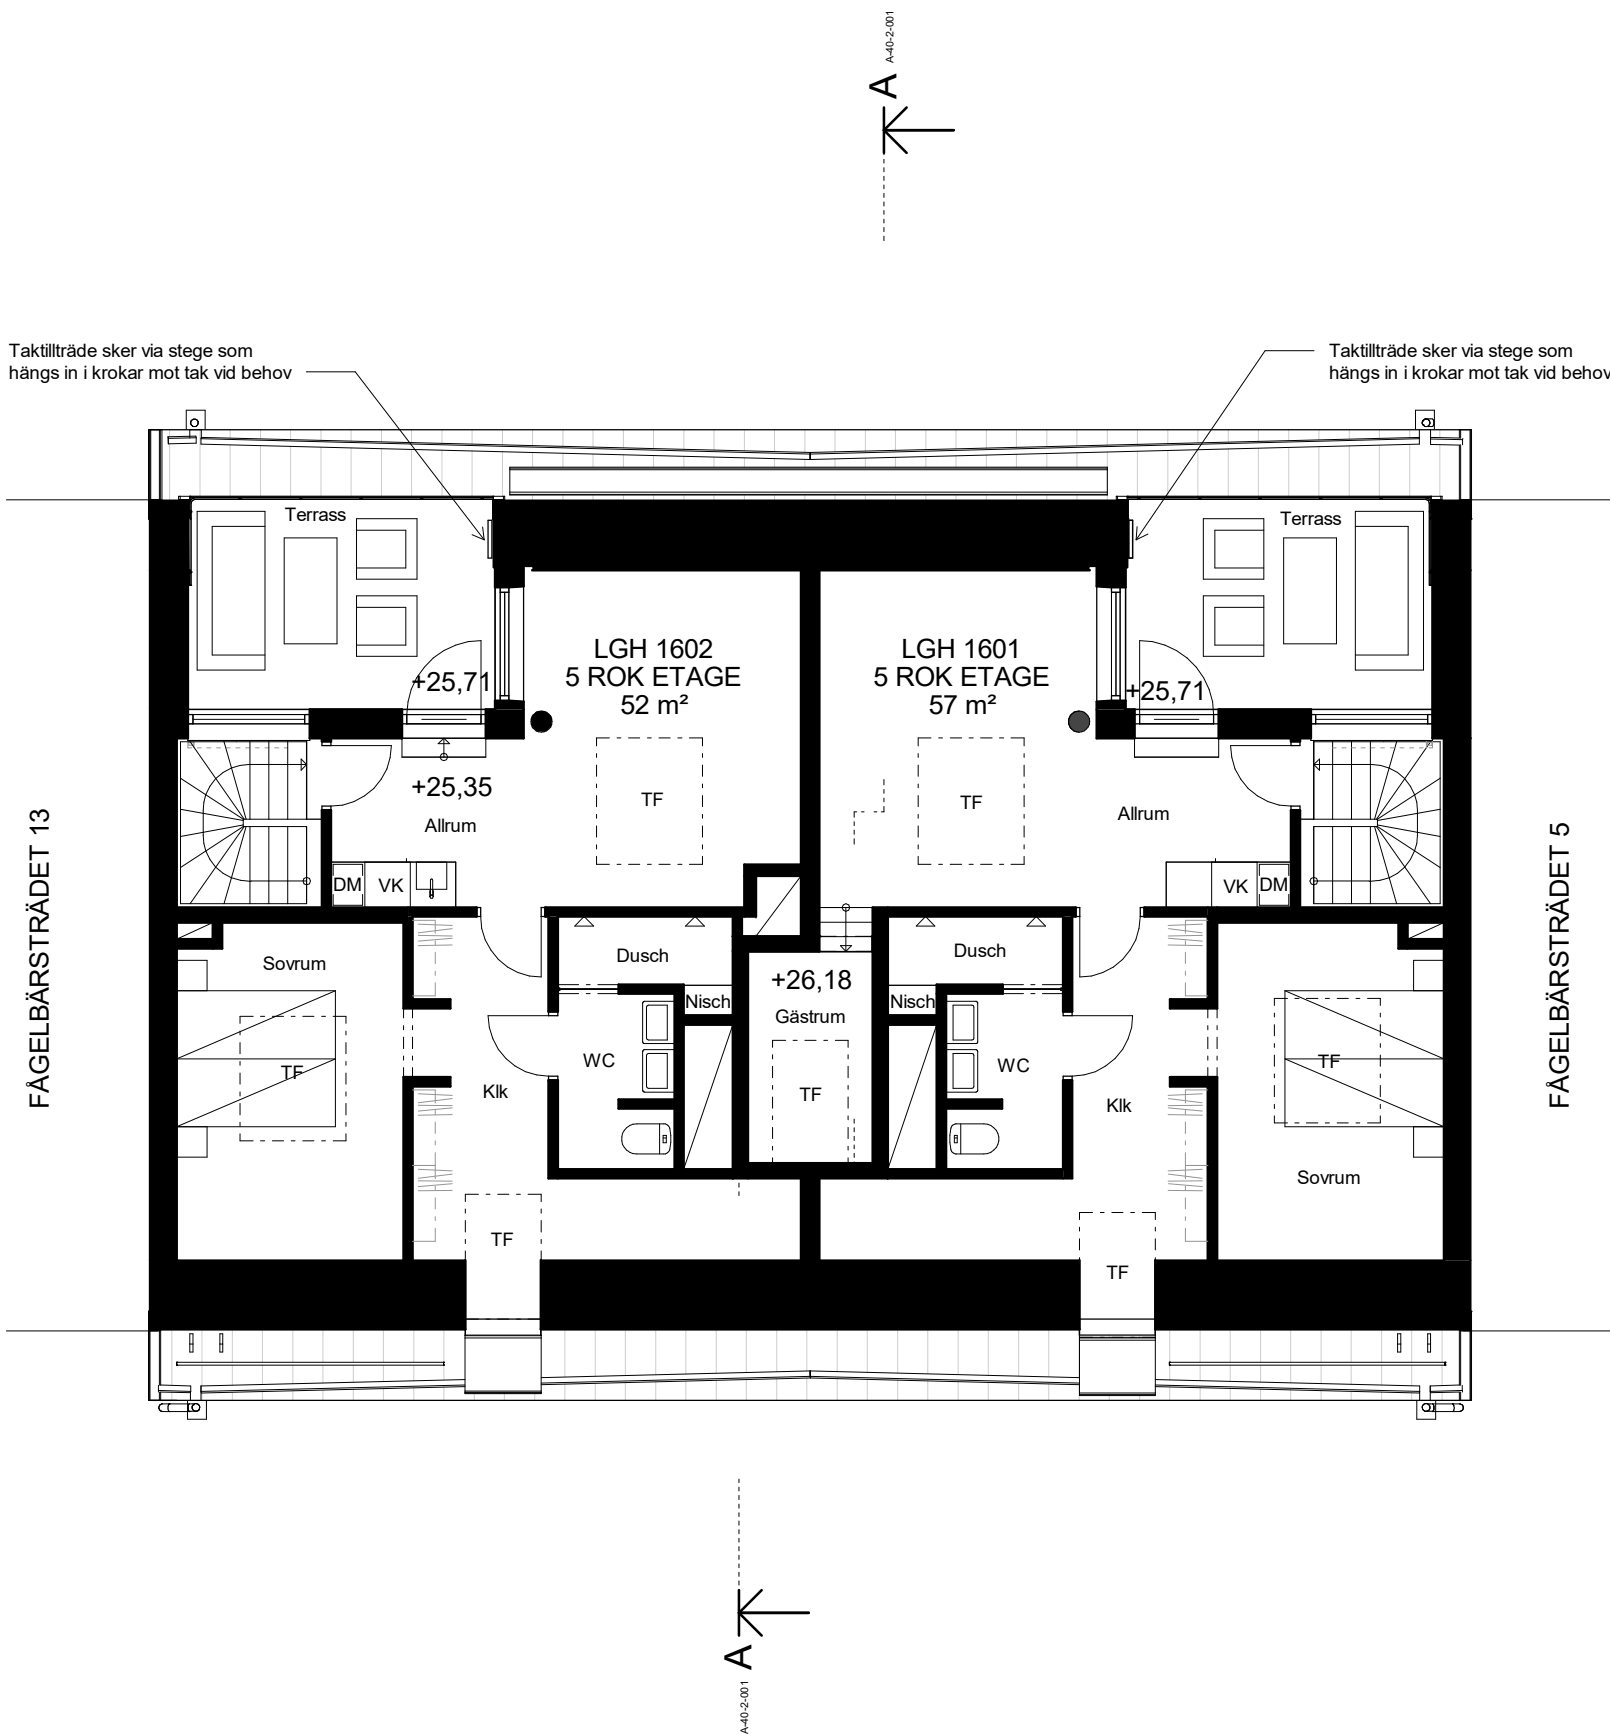 A-40-2-001
A
Taktillträde sker via stege som
hängs in i krokar mot tak vid behov
Taktillträde sker via stege som
hängs in i krokar mot tak vid behov
Terrass
Terrass
LGH 1602
5 ROK ETAGE
52 m²
LGH 1601
5 ROK ETAGE
57 m²
+25,71
+25,71
+25,35
Allrum
TF
TF
Allrum
DM
VK
VK
DM
FÅGELBÄRSTRÄDET 13
FÅGELBÄRSTRÄDET 5
Sovrum
Dusch
+26,18
Dusch
Nisch
Gästrum
Nisch
TF
WC
WC
TF
Klk
TF
Klk
Sovrum
TF
TF
A
A-40-2-001